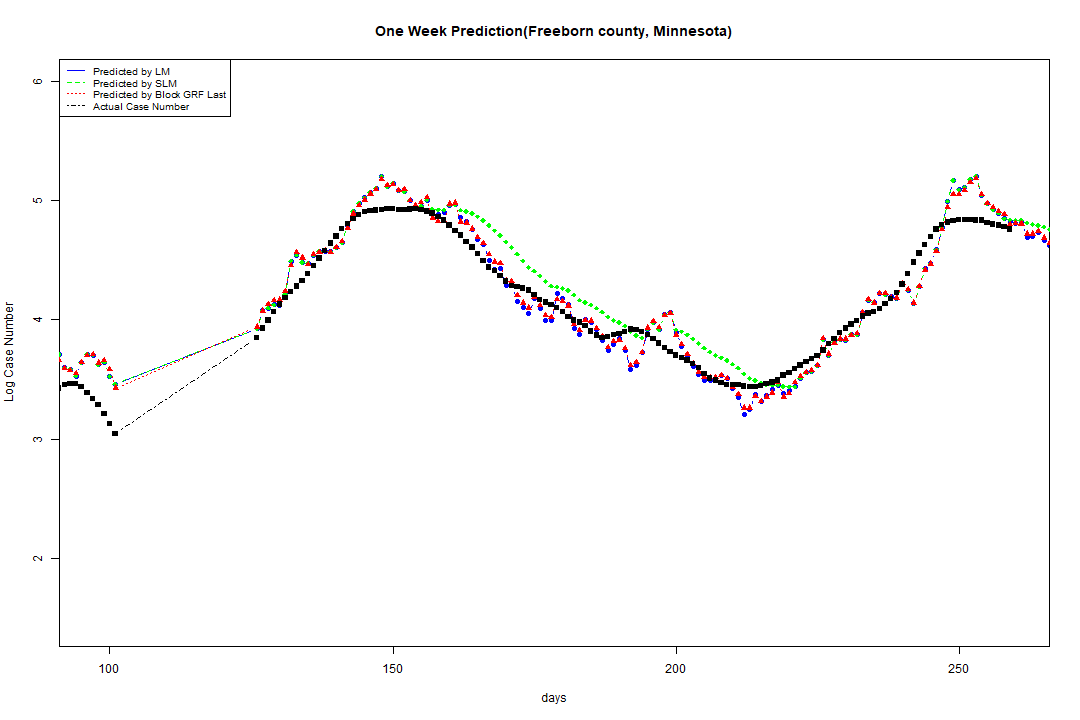 One Week Prediction(Freeborn county, Minnesota)
Predicted by LM
Predicted by SLM
Predicted by Block GRF Last
Actual Case Number
6
5
4
3
2
Log Case Number
100 150 200 250
days